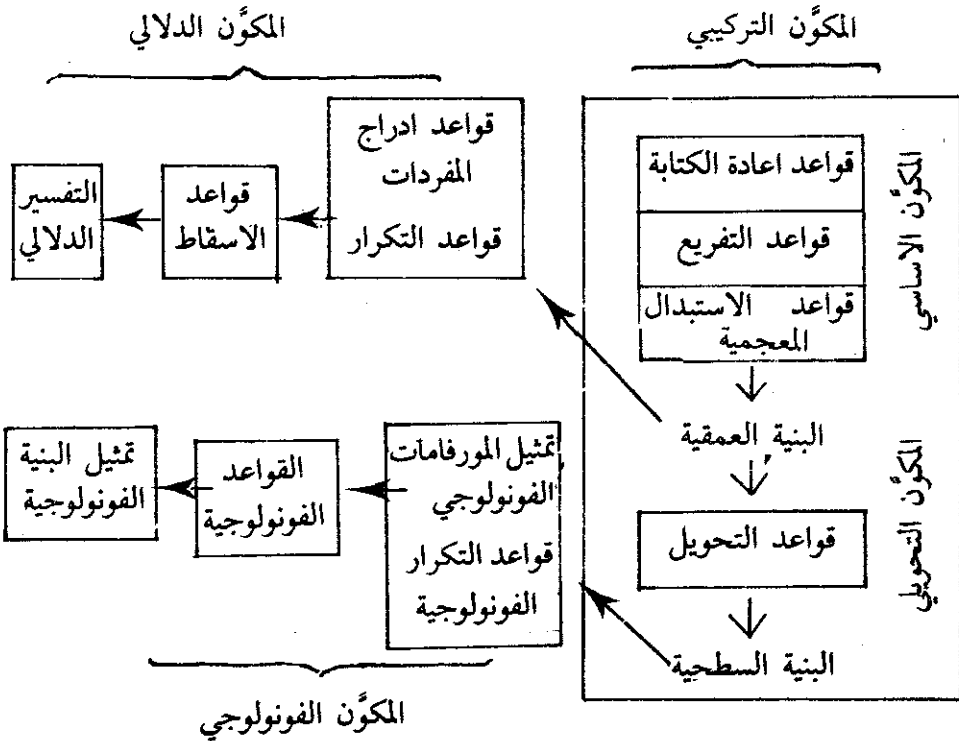 المكوَّن التركيبي
المكوَّن الدلالي
المكوَّن الاساسي
قواعد اعادة الكتابة
قواعد التفريع
قواعد الاستبدال
المعجمية
البنية العمقية
المكوَّن التحويلي
قواعد التحويل
البنية السطحية
قواعد ادراج
المفردات
قواعد التكرار
قواعد
الاسقاط
التفسير
الدلالي
تمثيل المورفامات
الفونولوجي
قواعد التكرار
الفونولوجية
القواعد
الفونولوجية
تمثيل البنية
الفونولوجية
المكوَّن الفونولوجي